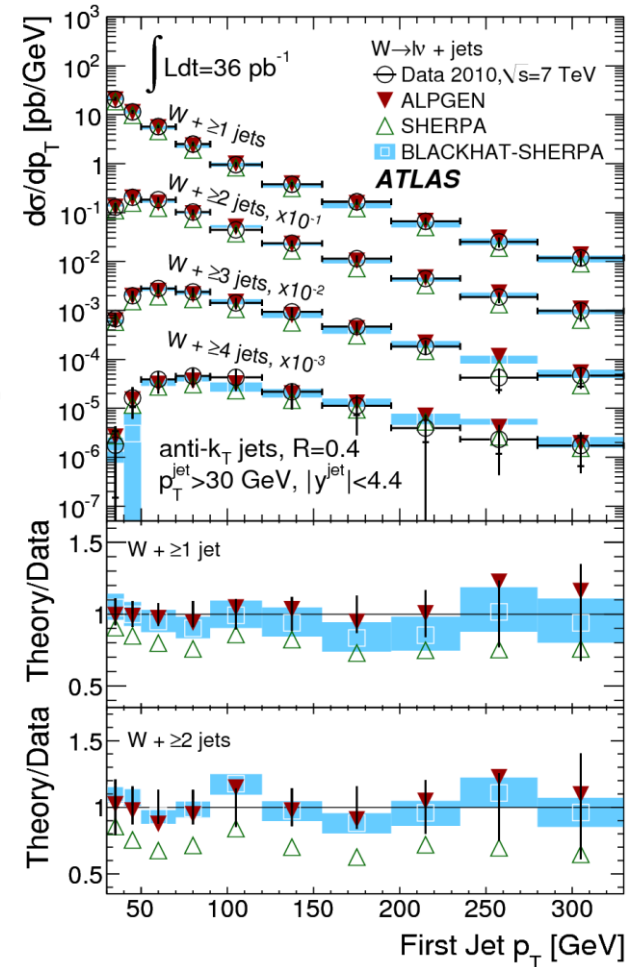 dσ/dp_T [pb/GeV]
10³
10²
10
1
10⁻¹
10⁻²
10⁻³
10⁻⁴
10⁻⁵
10⁻⁶
10⁻⁷
∫ Ldt=36 pb⁻¹
W→lν + jets
Data 2010,√s=7 TeV
ALPGEN
SHERPA
BLACKHAT-SHERPA
ATLAS
W + ≥1 jets
W + ≥2 jets, x10⁻¹
W + ≥3 jets, x10⁻²
W + ≥4 jets, x10⁻³
anti-k_T jets, R=0.4
p_T^jet>30 GeV, |y^jet|<4.4
Theory/Data
1.5
1
0.5
W + ≥1 jet
Theory/Data
1.5
1
0.5
W + ≥2 jets
50 100 150 200 250 300
First Jet p_T [GeV]